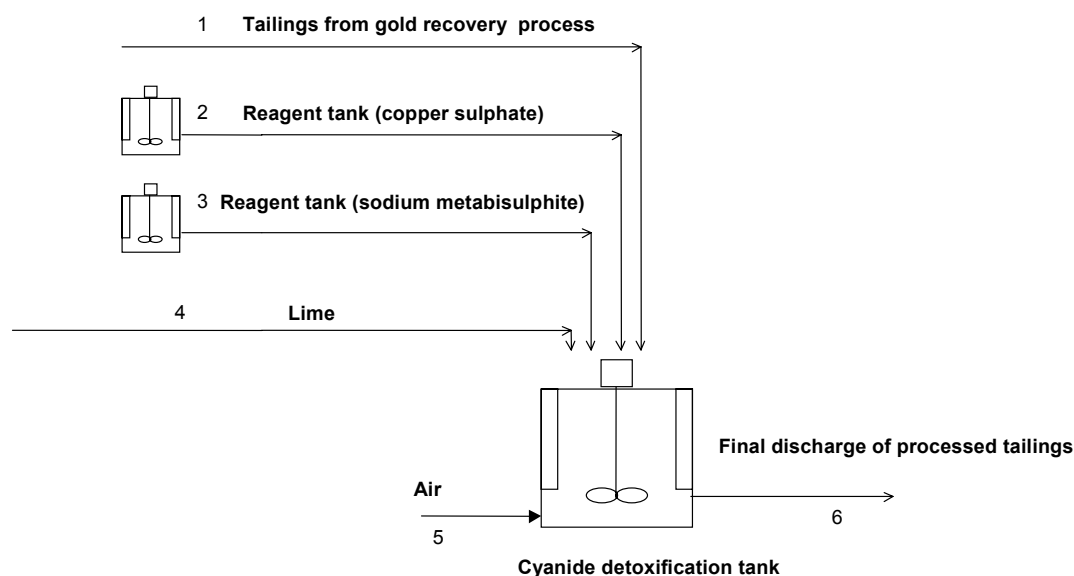 1 Tailings from gold recovery process
2 Reagent tank (copper sulphate)
3 Reagent tank (sodium metabisulphite)
4 Lime
Final discharge of processed tailings
Air
5
6
Cyanide detoxification tank